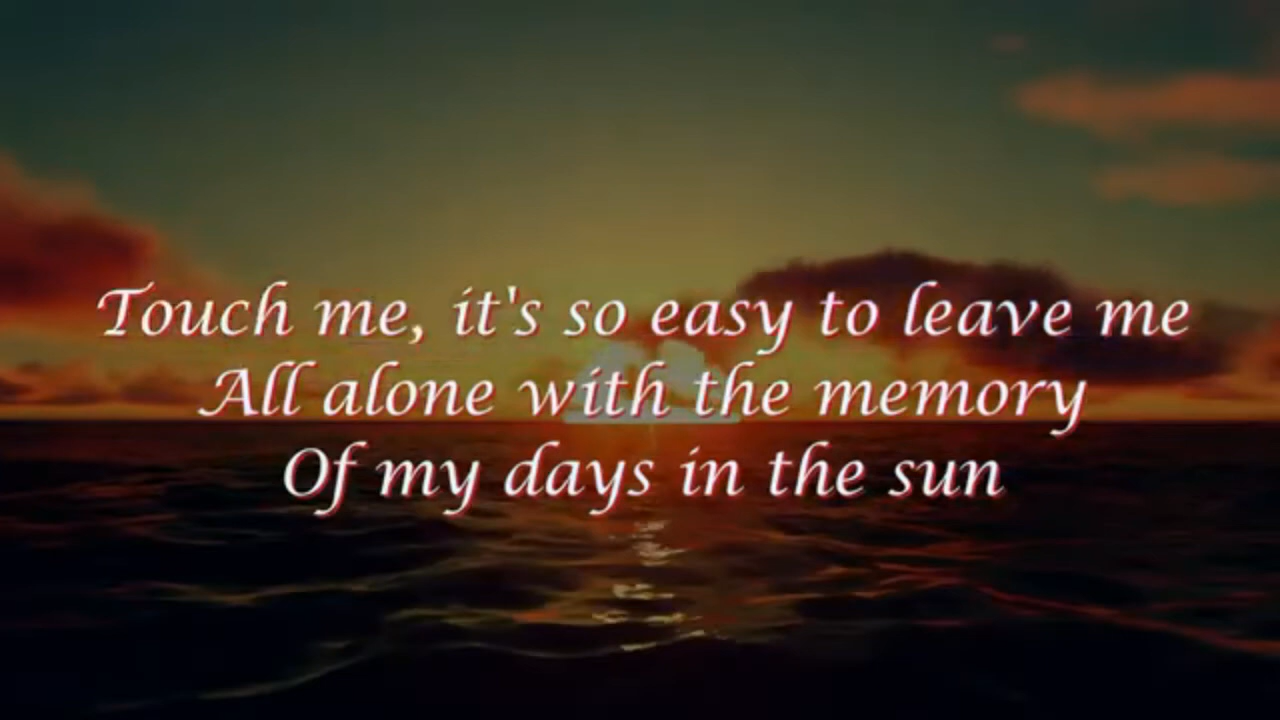 Touch me, it's so easy to leave me
All alone with the memory
Of my days in the sun